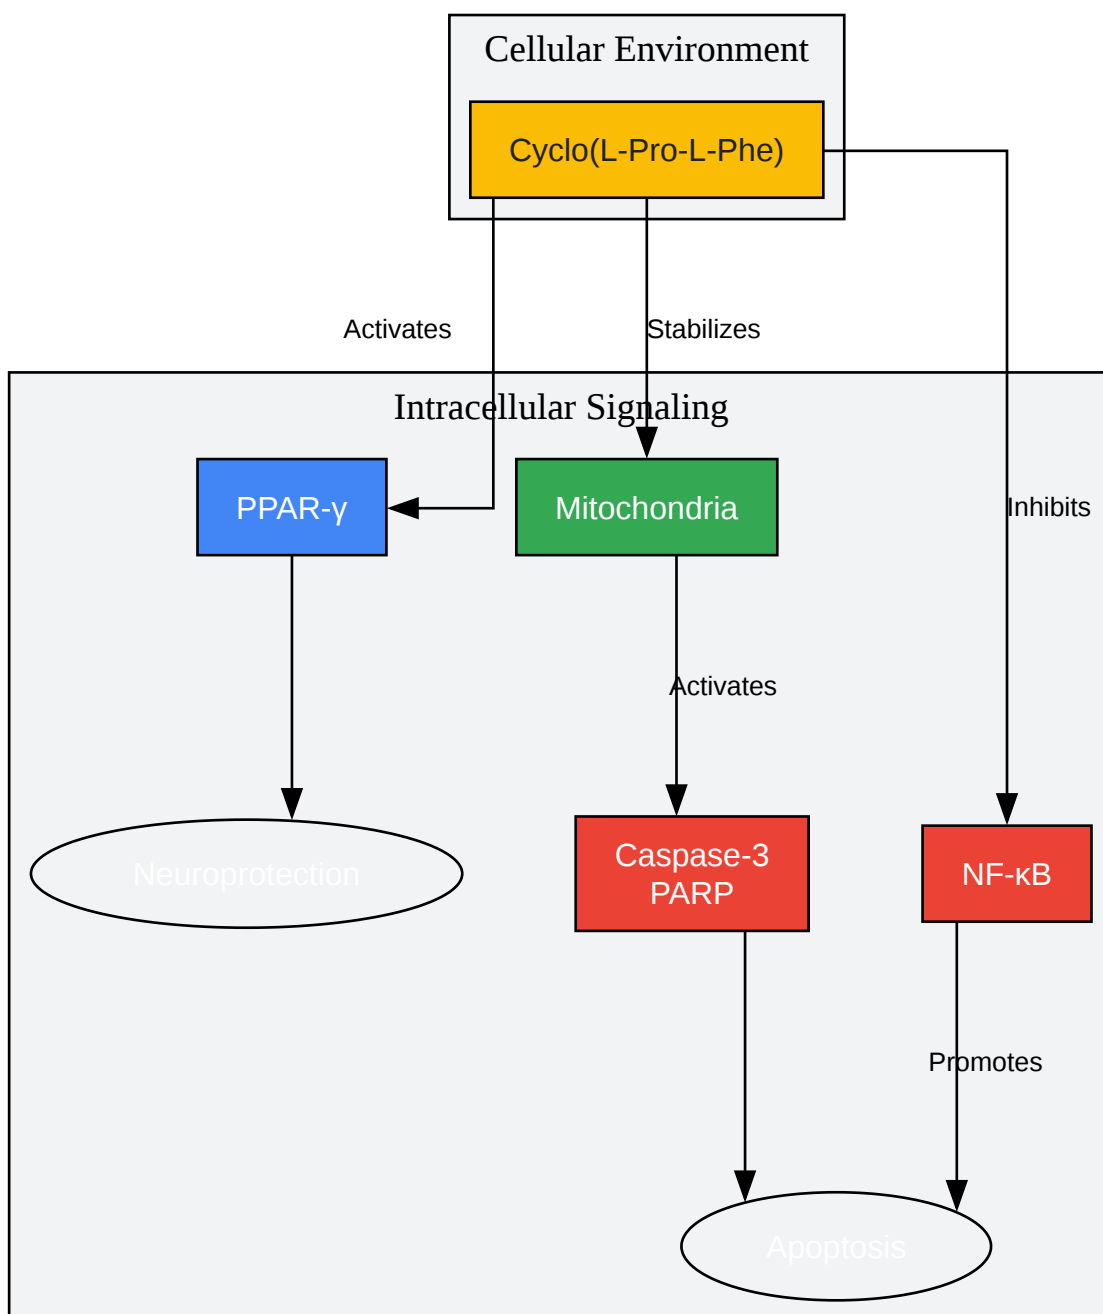 Cellular Environment
Cyclo(L-Pro-L-Phe)
Activates
Stabilizes
Intracellular Signaling
PPAR-γ
Mitochondria
Inhibits
Activates
Neuroprotection
Caspase-3
PARP
NF-κB
Promotes
Apoptosis